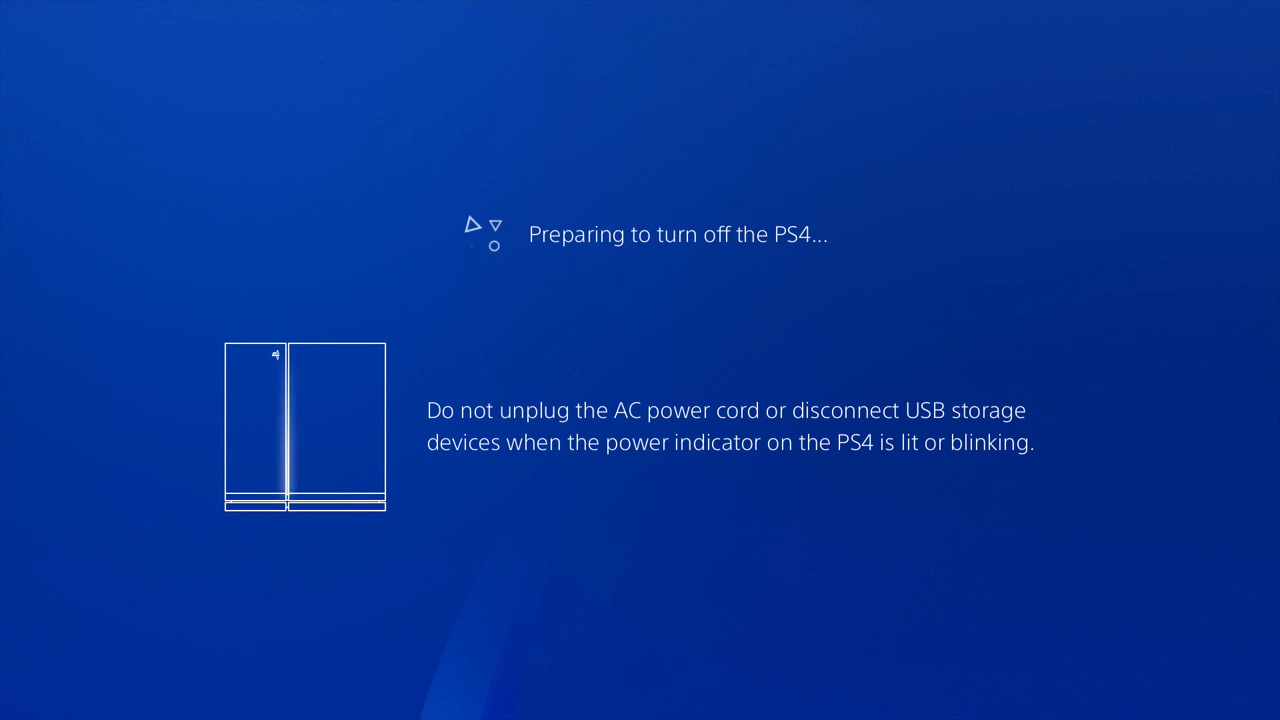 Preparing to turn off the PS4...
Do not unplug the AC power cord or disconnect USB storage
devices when the power indicator on the PS4 is lit or blinking.